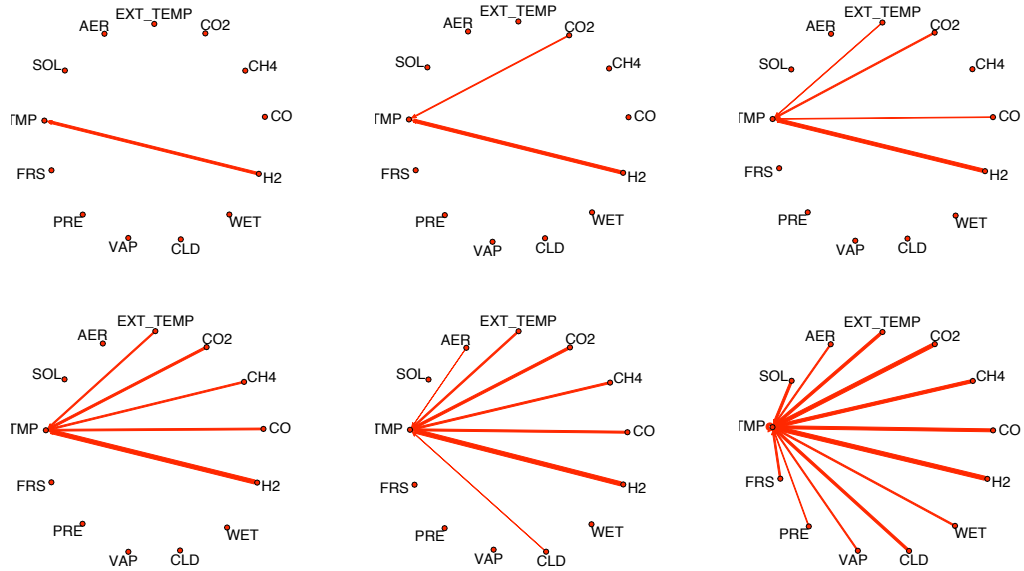 EXT_TEMP
AER
CO2
SOL
CH4
TMP
CO
FRS
H2
PRE
WET
VAP
CLD
EXT_TEMP
AER
CO2
SOL
CH4
TMP
CO
FRS
H2
PRE
WET
VAP
CLD
EXT_TEMP
AER
CO2
SOL
CH4
TMP
CO
FRS
H2
PRE
WET
VAP
CLD
EXT_TEMP
AER
CO2
SOL
CH4
TMP
CO
FRS
H2
PRE
WET
VAP
CLD
EXT_TEMP
AER
CO2
SOL
CH4
TMP
CO
FRS
H2
PRE
WET
VAP
CLD
EXT_TEMP
AER
CO2
SOL
CH4
TMP
CO
FRS
H2
PRE
WET
VAP
CLD